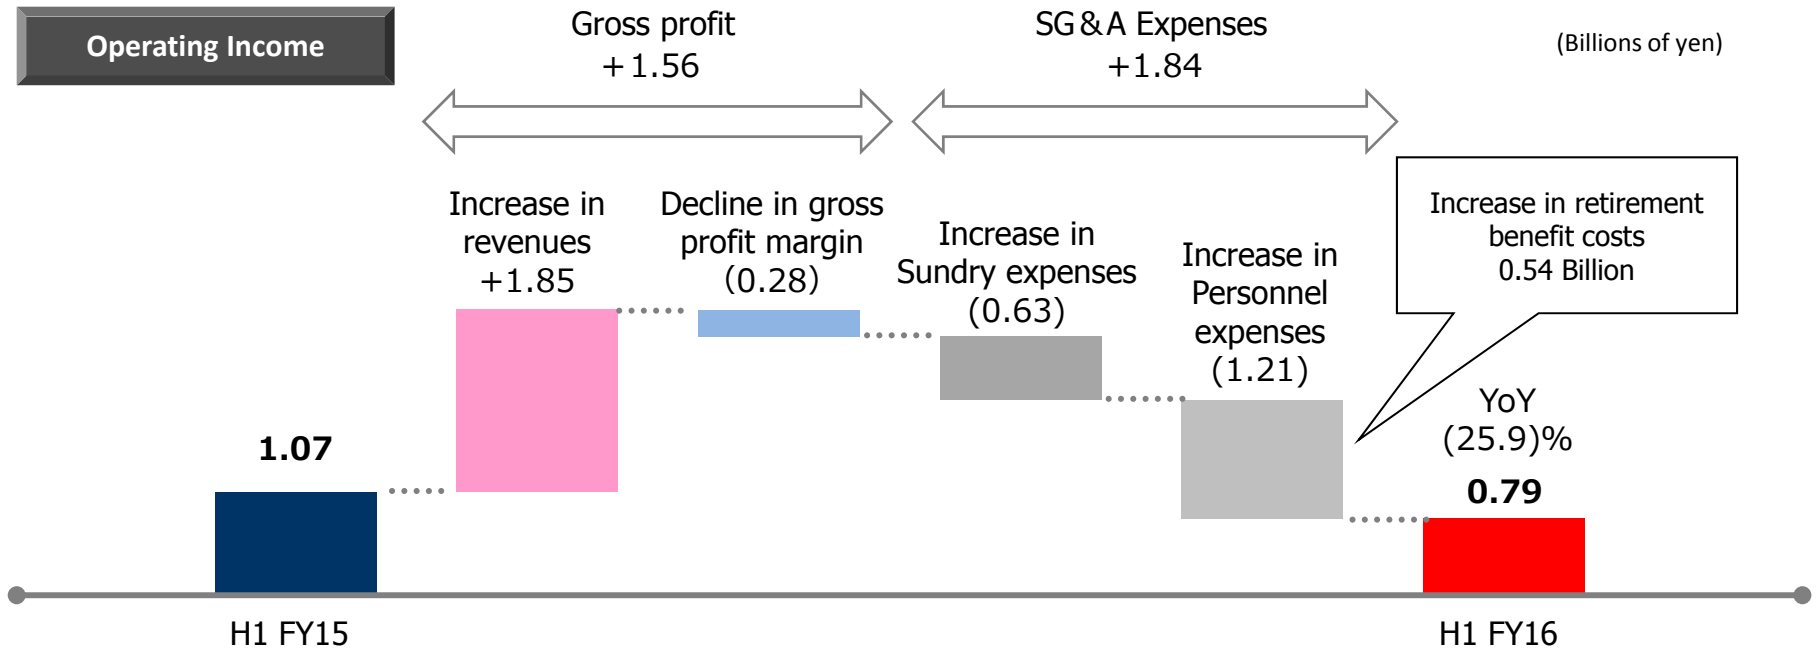 Operating Income
Gross profit
+1.56
SG&A Expenses
+1.84
(Billions of yen)
Increase in
revenues
+1.85
Decline in gross
profit margin
(0.28)
Increase in
Sundry expenses
(0.63)
Increase in
Personnel
expenses
(1.21)
Increase in retirement
benefit costs
0.54 Billion
1.07
YoY
(25.9)%
0.79
H1 FY15
H1 FY16